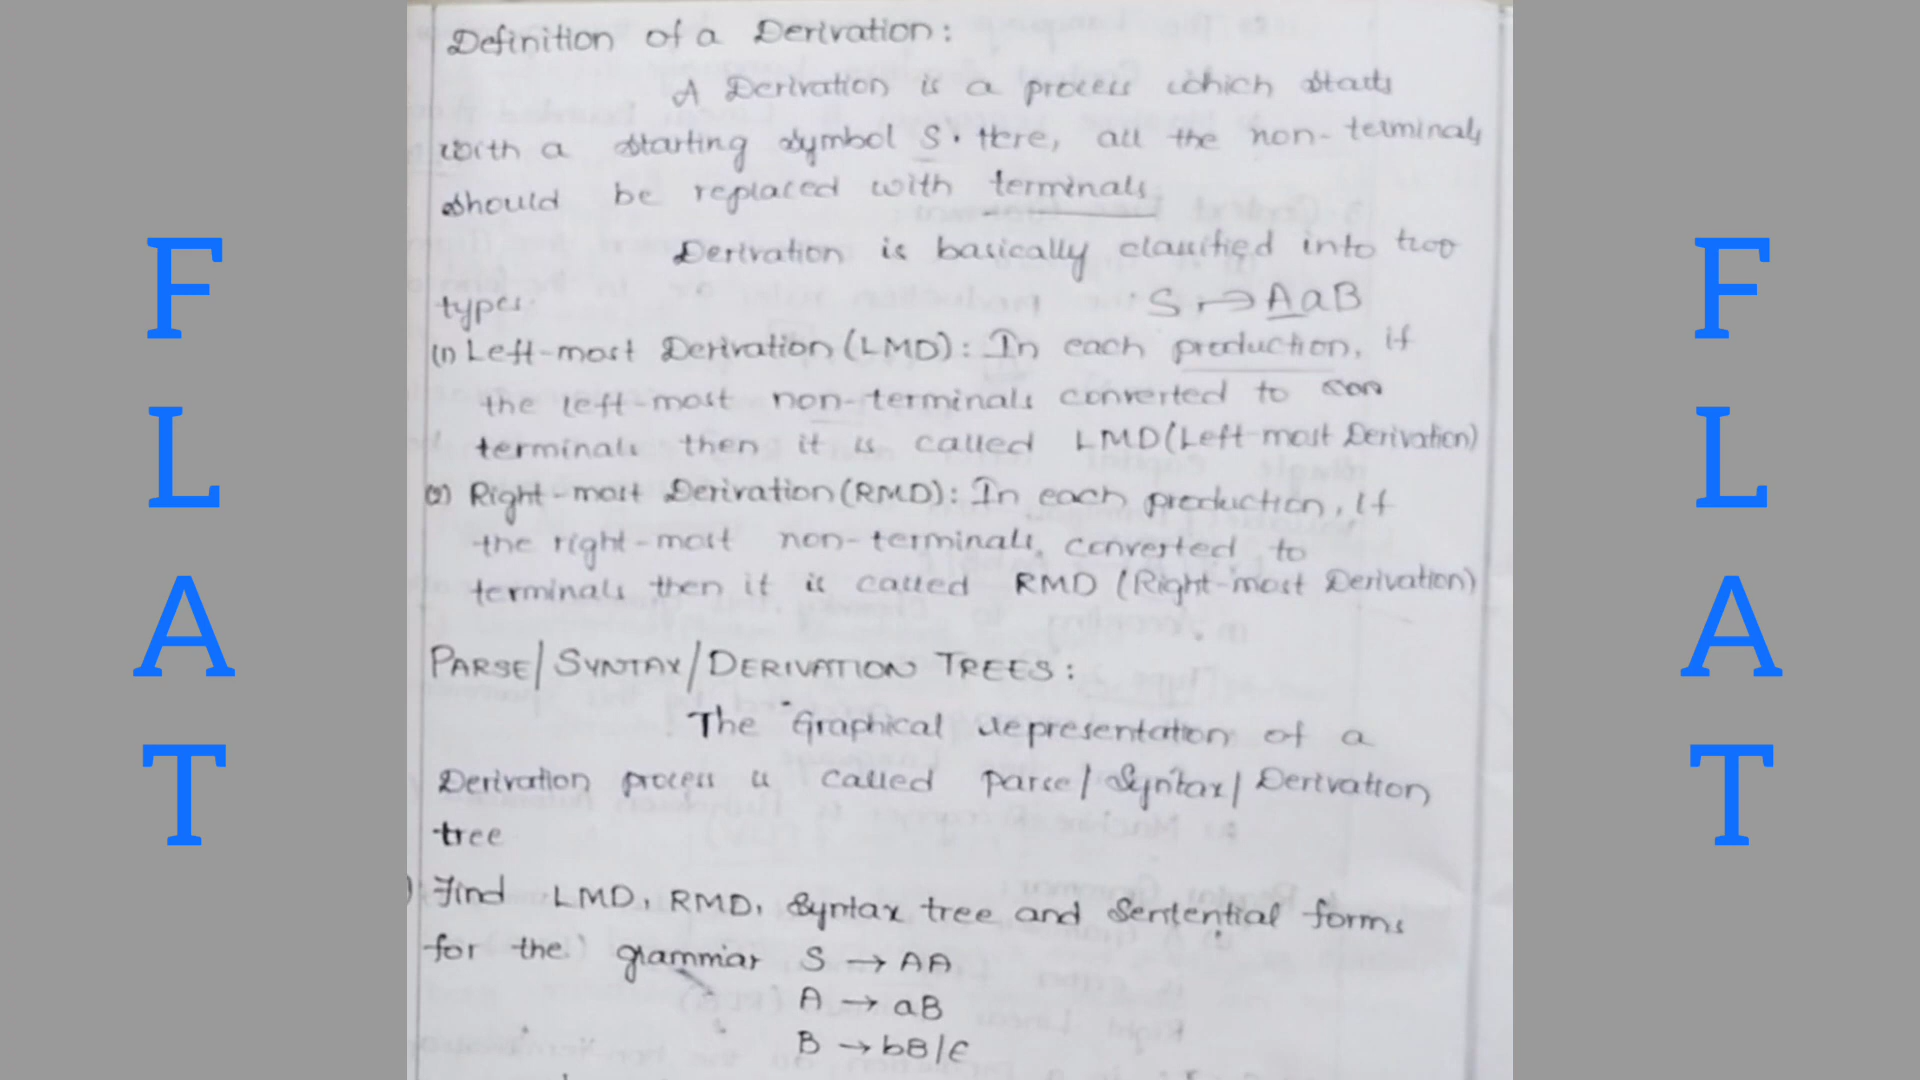 F
L
A
T
Definition of a Derivation:
A Derivation is a process which starts
with a starting symbol S. Here, all the non-terminals
should be replaced with terminals
Derivation is basically classified into two
types.
S → AaB
(1) Left-most Derivation (LMD): In each production, if
the left-most non-terminals converted to
terminals then it is called LMD (Left most Derivation)
(2) Right-most Derivation (RMD): In each production, if
the right-most non-terminals, converted to
terminals then it is called RMD (Right-most Derivation)
PARSE/SYNTAX/DERIVATION TREES:
The Graphical representation of a
Derivation process is called parse/Syntax/Derivation
tree
) Find LMD, RMD, Syntax tree and Sentential forms
for the grammar S → AA
A → aB
B → bB/ε
F
L
A
T